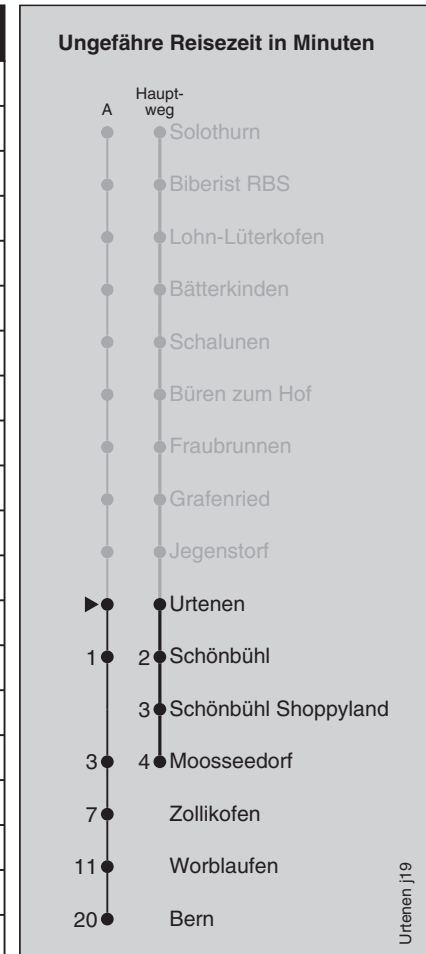 Ungefähre Reisezeit in Minuten
A Haupt-
weg
Solothurn
Biberist RBS
Lohn-Lüterkofen
Bätterkinden
Schalunen
Büren zum Hof
Fraubrunnen
Grafenried
Jegenstorf
Urtenen
1 2 Schönbühl
3 Schönbühl Shoppyland
3 4 Moosseedorf
7 Zollikofen
11 Worblaufen
20 Bern
Urtenen j19